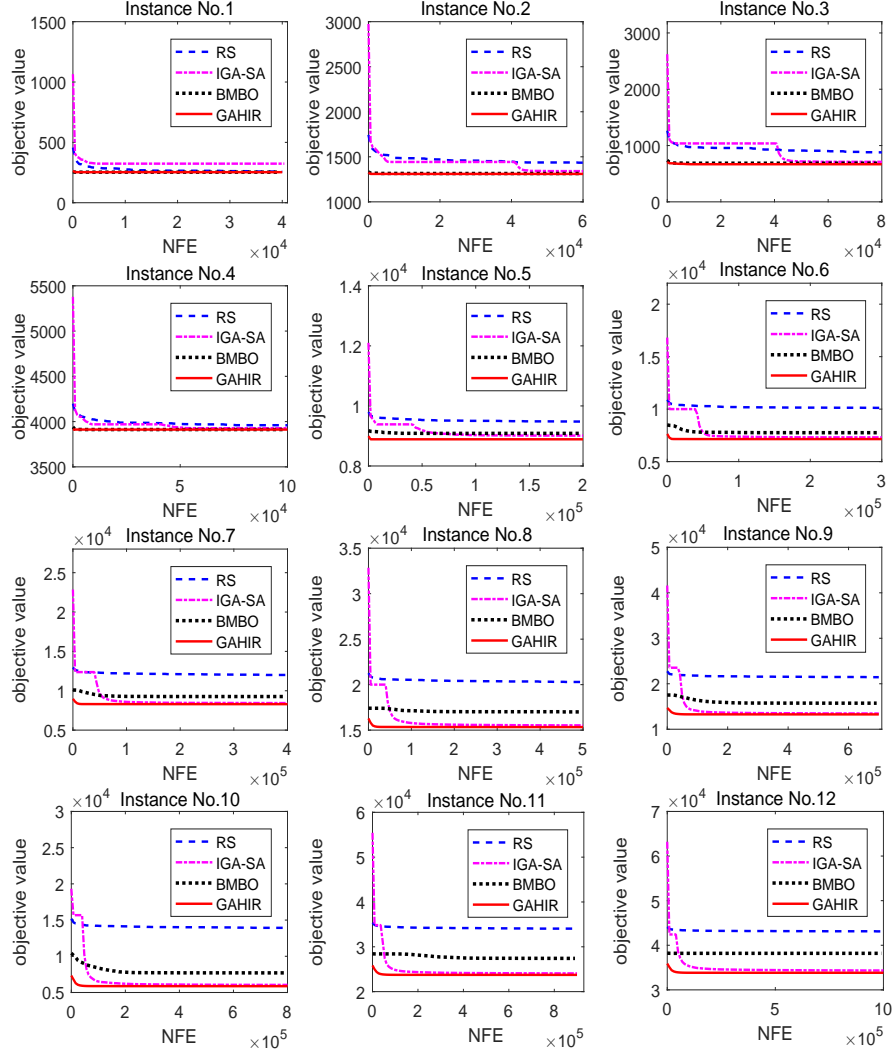 Instance No.1
1500
1000
500
0
objective value
0 1 2 3 4
NFE
×10^4
RS
IGA-SA
BMBO
GAHIR
Instance No.2
3000
2500
2000
1500
1000
objective value
0 2 4 6
NFE
×10^4
RS
IGA-SA
BMBO
GAHIR
Instance No.3
3000
2000
1000
0
objective value
0 2 4 6 8
NFE
×10^4
RS
IGA-SA
BMBO
GAHIR
Instance No.4
5500
5000
4500
4000
3500
objective value
0 5 10
NFE
×10^4
RS
IGA-SA
BMBO
GAHIR
×10^4
Instance No.5
1.4
1.2
1
0.8
objective value
0 0.5 1 1.5 2
NFE
×10^5
RS
IGA-SA
BMBO
GAHIR
×10^4
Instance No.6
2
1.5
1
0.5
objective value
0 1 2 3
NFE
×10^5
RS
IGA-SA
BMBO
GAHIR
×10^4
Instance No.7
2.5
2
1.5
1
0.5
objective value
0 1 2 3 4
NFE
×10^5
RS
IGA-SA
BMBO
GAHIR
×10^4
Instance No.8
3.5
3
2.5
2
1.5
objective value
0 1 2 3 4 5
NFE
×10^5
RS
IGA-SA
BMBO
GAHIR
×10^4
Instance No.9
5
4
3
2
1
objective value
0 2 4 6
NFE
×10^5
RS
IGA-SA
BMBO
GAHIR
×10^4
Instance No.10
3
2.5
2
1.5
1
0.5
objective value
0 2 4 6 8
NFE
×10^5
RS
IGA-SA
BMBO
GAHIR
×10^4
Instance No.11
6
5
4
3
2
objective value
0 2 4 6 8
NFE
×10^5
RS
IGA-SA
BMBO
GAHIR
×10^4
Instance No.12
7
6
5
4
3
objective value
0 5 10
NFE
×10^5
RS
IGA-SA
BMBO
GAHIR